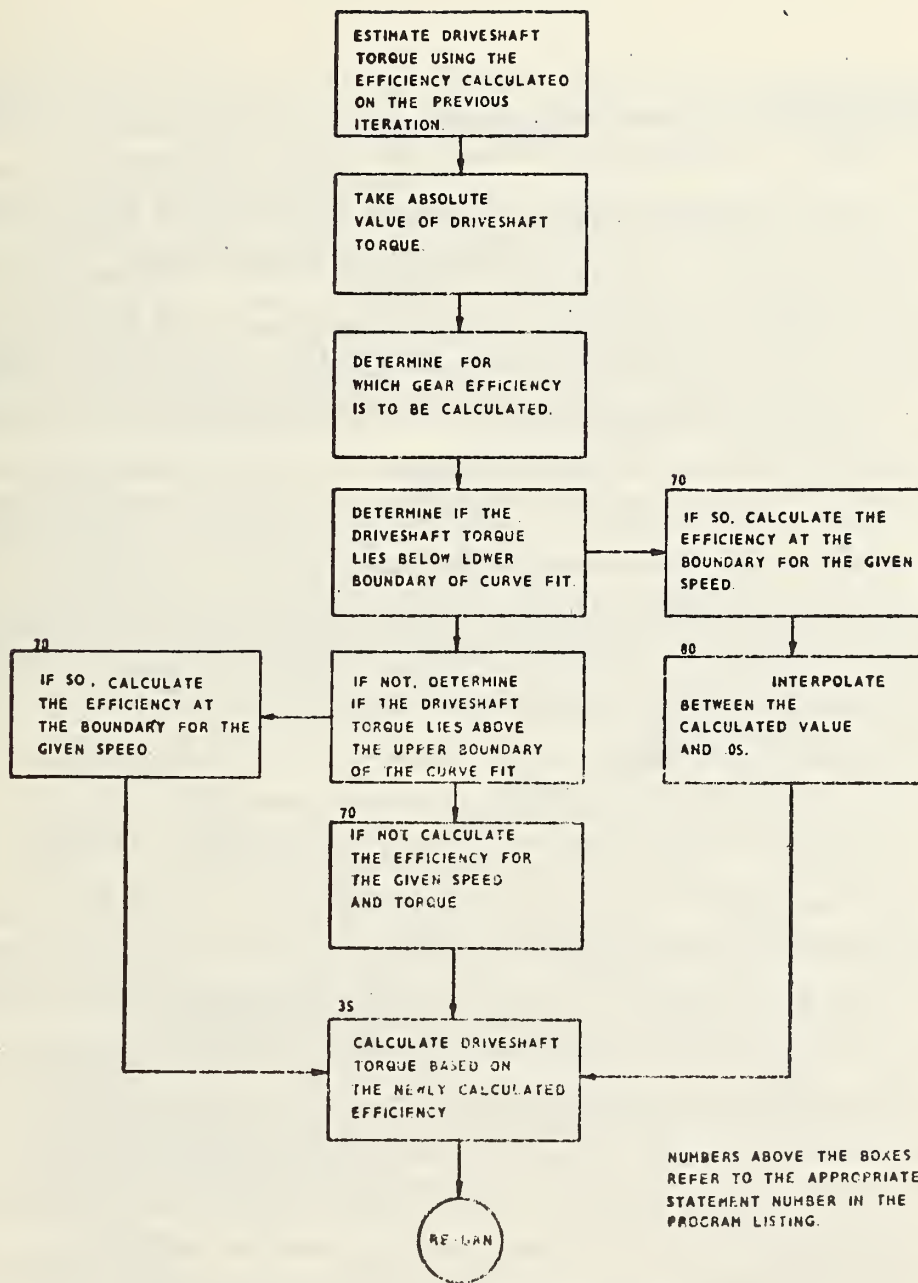 ESTIMATE DRIVESHAFT
TORQUE USING THE
EFFICIENCY CALCULATED
ON THE PREVIOUS
ITERATION.
TAKE ABSOLUTE
VALUE OF DRIVESHAFT
TORQUE.
DETERMINE FOR
WHICH GEAR EFFICIENCY
IS TO BE CALCULATED.
DETERMINE IF THE
DRIVESHAFT TORQUE
LIES BELOW LOWER
BOUNDARY OF CURVE FIT.
70
IF SO, CALCULATE THE
EFFICIENCY AT THE
BOUNDARY FOR THE GIVEN
SPEED.
IF SO, CALCULATE
THE EFFICIENCY AT
THE BOUNDARY FOR THE
GIVEN SPEED.
IF NOT, DETERMINE
IF THE DRIVESHAFT
TORQUE LIES ABOVE
THE UPPER BOUNDARY
OF THE CURVE FIT
80
INTERPOLATE
BETWEEN THE
CALCULATED VALUE
AND .05.
70
IF NOT CALCULATE
THE EFFICIENCY FOR
THE GIVEN SPEED
AND TORQUE
35
CALCULATE DRIVESHAFT
TORQUE BASED ON
THE NEWLY CALCULATED
EFFICIENCY
NUMBERS ABOVE THE BOXES
REFER TO THE APPROPRIATE
STATEMENT NUMBER IN THE
PROGRAM LISTING.